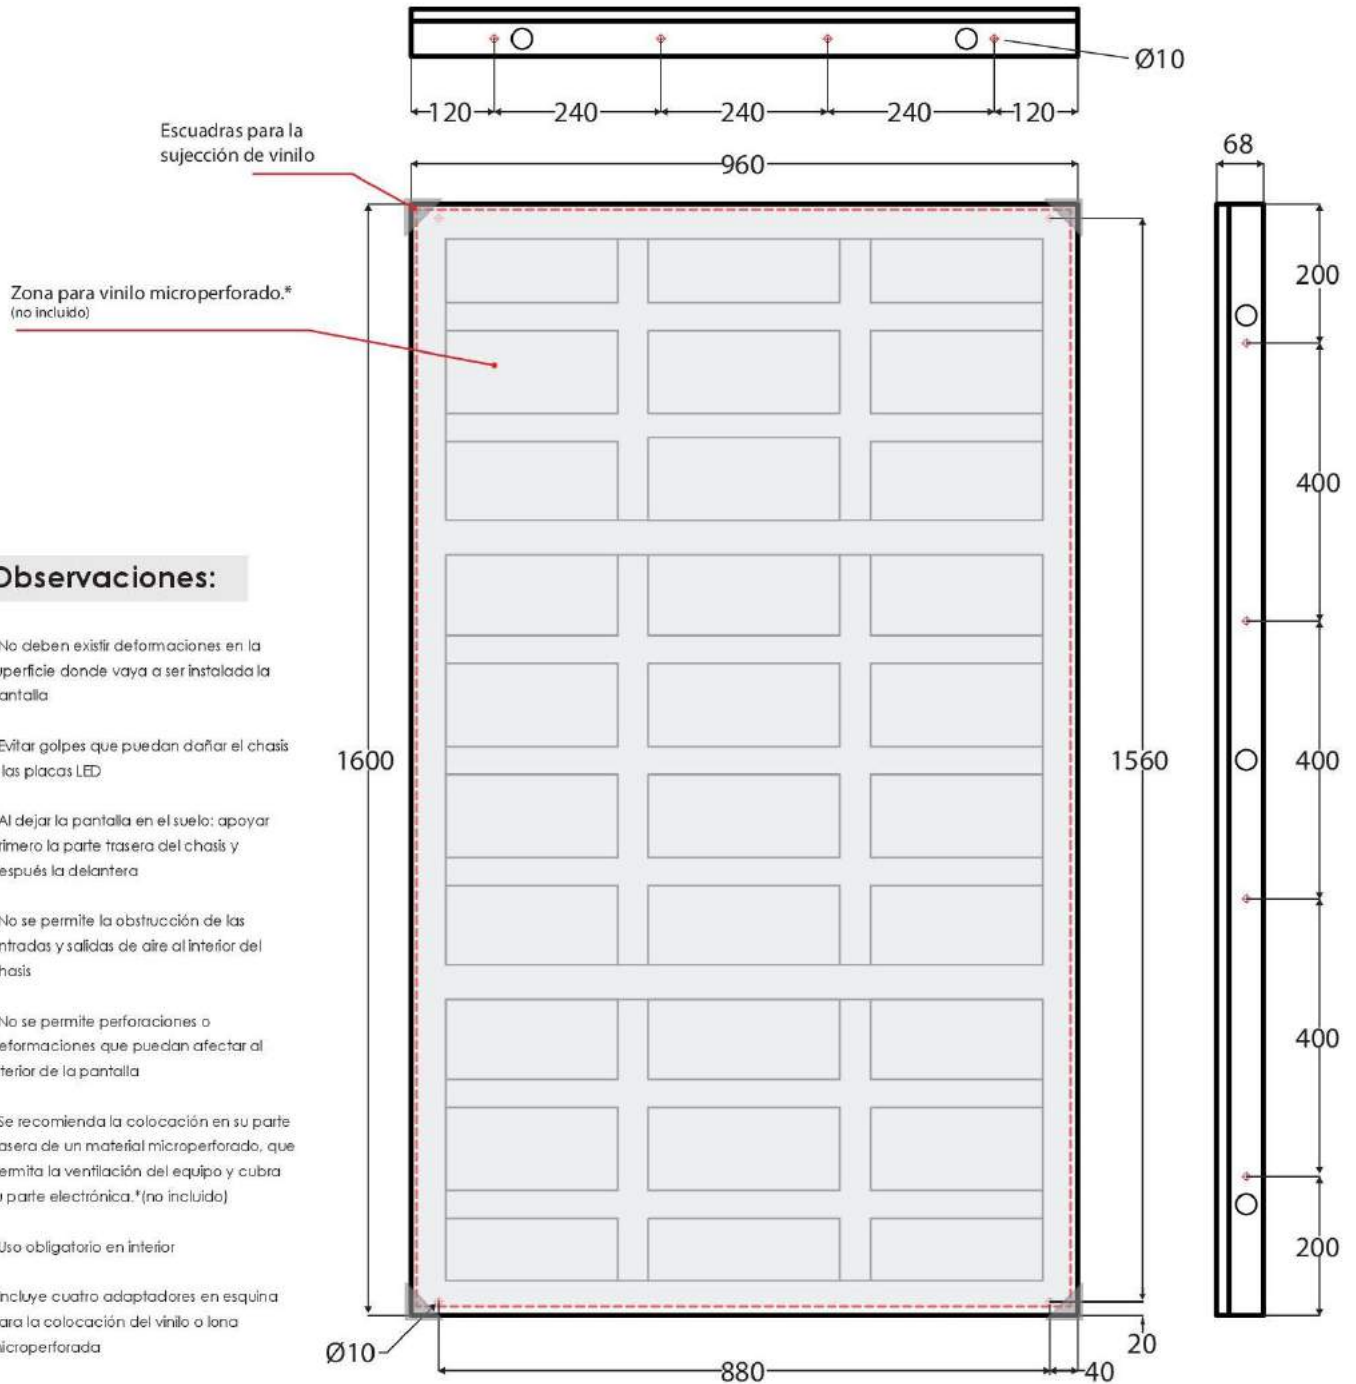 Ø10
120
240
240
240
120
Escuadras para la
sujección de vinilo
960
68
Zona para vinilo microperforado.*
(no incluido)
200
400
Observaciones:
No deben existir deformaciones en la
uperficie donde vaya a ser instalada la
antalla
Evitar golpes que puedan dañar el chasis
las placas LED
1600
1560
400
Al dejar la pantalla en el suelo: apoyar
rimero la parte trasera del chasis y
espués la delantera
No se permite la obstrucción de las
ntradas y salidas de aire al interior del
hasis
No se permite perforaciones o
eformaciones que puedan afectar al
terior de la pantalla
400
Se recomienda la colocación en su parte
asera de un material microperforado, que
ermita la ventilación del equipo y cubra
u parte electrónica.*(no incluido)
Uso obligatorio en interior
200
Incluye cuatro adaptadores en esquina
ara la colocación del vinilo o lona
icroperforada
Ø10
20
880
40